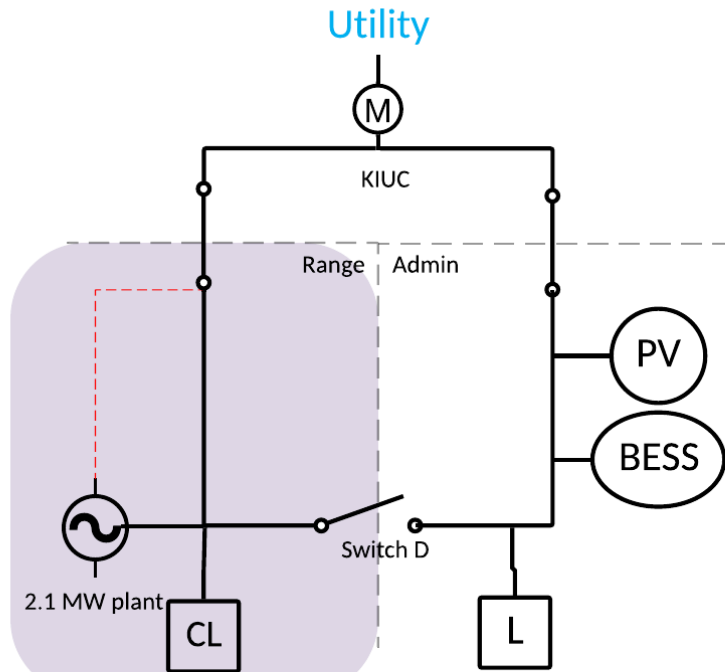 Utility
M
KIUC
Range
Admin
PV
BESS
Switch D
2.1 MW plant
CL
L